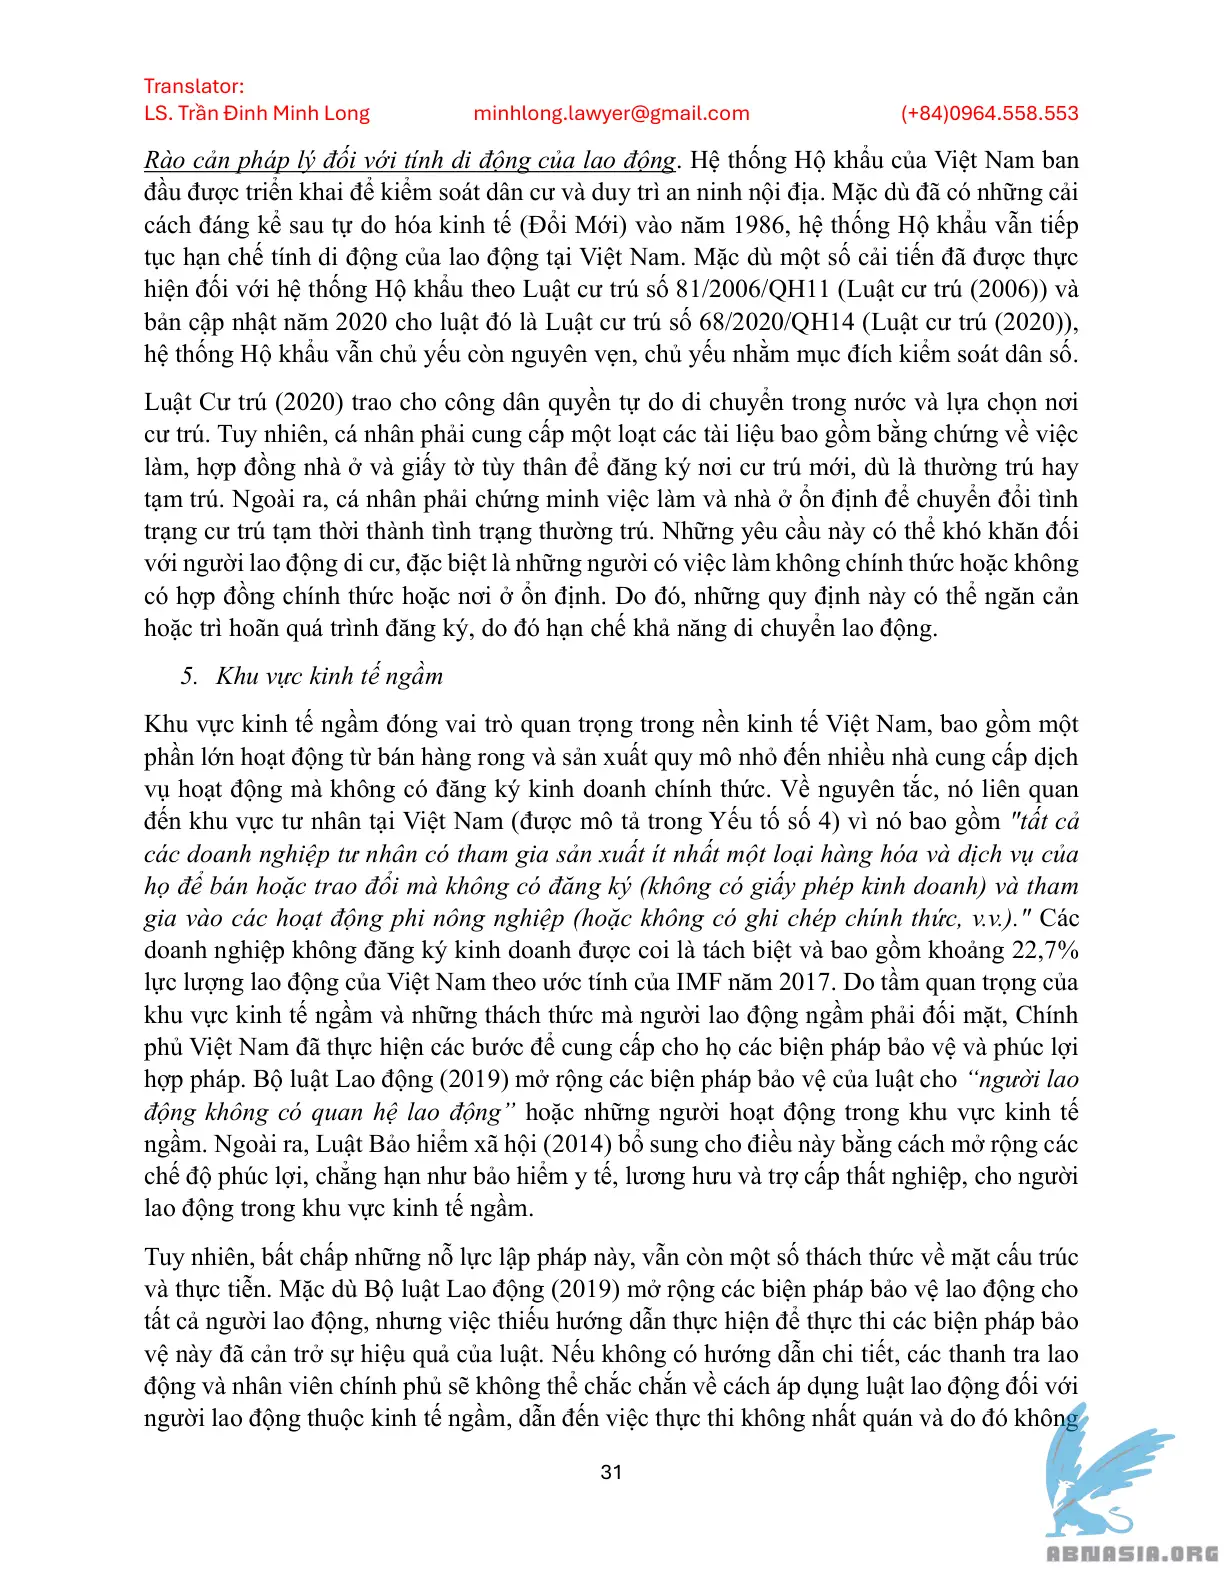 Translator:
LS. Trần Đinh Minh Long minhlong.lawyer@gmail.com (+84)0964.558.553
Rào cản pháp lý đối với tính di động của lao động. Hệ thống Hộ khẩu của Việt Nam ban
đầu được triển khai để kiểm soát dân cư và duy trì an ninh nội địa. Mặc dù đã có những cải
cách đáng kể sau tự do hóa kinh tế (Đổi Mới) vào năm 1986, hệ thống Hộ khẩu vẫn tiếp
tục hạn chế tính di động của lao động tại Việt Nam. Mặc dù một số cải tiến đã được thực
hiện đối với hệ thống Hộ khẩu theo Luật cư trú số 81/2006/QH11 (Luật cư trú (2006)) và
bản cập nhật năm 2020 cho luật đó là Luật cư trú số 68/2020/QH14 (Luật cư trú (2020)),
hệ thống Hộ khẩu vẫn chủ yếu còn nguyên vẹn, chủ yếu nhằm mục đích kiểm soát dân số.
Luật Cư trú (2020) trao cho công dân quyền tự do di chuyển trong nước và lựa chọn nơi
cư trú. Tuy nhiên, cá nhân phải cung cấp một loạt các tài liệu bao gồm bằng chứng về việc
làm, hợp đồng nhà ở và giấy tờ tùy thân để đăng ký nơi cư trú mới, dù là thường trú hay
tạm trú. Ngoài ra, cá nhân phải chứng minh việc làm và nhà ở ổn định để chuyển đổi tình
trạng cư trú tạm thời thành tình trạng thường trú. Những yêu cầu này có thể khó khăn đối
với người lao động di cư, đặc biệt là những người có việc làm không chính thức hoặc không
có hợp đồng chính thức hoặc nơi ở ổn định. Do đó, những quy định này có thể ngăn cản
hoặc trì hoãn quá trình đăng ký, do đó hạn chế khả năng di chuyển lao động.
5. Khu vực kinh tế ngầm
Khu vực kinh tế ngầm đóng vai trò quan trọng trong nền kinh tế Việt Nam, bao gồm một
phần lớn hoạt động từ bán hàng rong và sản xuất quy mô nhỏ đến nhiều nhà cung cấp dịch
vụ hoạt động mà không có đăng ký kinh doanh chính thức. Về nguyên tắc, nó liên quan
đến khu vực tư nhân tại Việt Nam (được mô tả trong Yếu tố số 4) vì nó bao gồm "tất cả
các doanh nghiệp tư nhân có tham gia sản xuất ít nhất một loại hàng hóa và dịch vụ của
họ để bán hoặc trao đổi mà không có đăng ký (không có giấy phép kinh doanh) và tham
gia vào các hoạt động phi nông nghiệp (hoặc không có ghi chép chính thức, v.v.)." Các
doanh nghiệp không đăng ký kinh doanh được coi là tách biệt và bao gồm khoảng 22,7%
lực lượng lao động của Việt Nam theo ước tính của IMF năm 2017. Do tầm quan trọng của
khu vực kinh tế ngầm và những thách thức mà người lao động ngầm phải đối mặt, Chính
phủ Việt Nam đã thực hiện các bước để cung cấp cho họ các biện pháp bảo vệ và phúc lợi
hợp pháp. Bộ luật Lao động (2019) mở rộng các biện pháp bảo vệ của luật cho “người lao
động không có quan hệ lao động” hoặc những người hoạt động trong khu vực kinh tế
ngầm. Ngoài ra, Luật Bảo hiểm xã hội (2014) bổ sung cho điều này bằng cách mở rộng các
chế độ phúc lợi, chẳng hạn như bảo hiểm y tế, lương hưu và trợ cấp thất nghiệp, cho người
lao động trong khu vực kinh tế ngầm.
Tuy nhiên, bất chấp những nỗ lực lập pháp này, vẫn còn một số thách thức về mặt cấu trúc
và thực tiễn. Mặc dù Bộ luật Lao động (2019) mở rộng các biện pháp bảo vệ lao động cho
tất cả người lao động, nhưng việc thiếu hướng dẫn thực hiện để thực thi các biện pháp bảo
vệ này đã cản trở sự hiệu quả của luật. Nếu không có hướng dẫn chi tiết, các thanh tra lao
động và nhân viên chính phủ sẽ không thể chắc chắn về cách áp dụng luật lao động đối với
người lao động thuộc kinh tế ngầm, dẫn đến việc thực thi không nhất quán và do đó không
31
ABNASIA.ORG